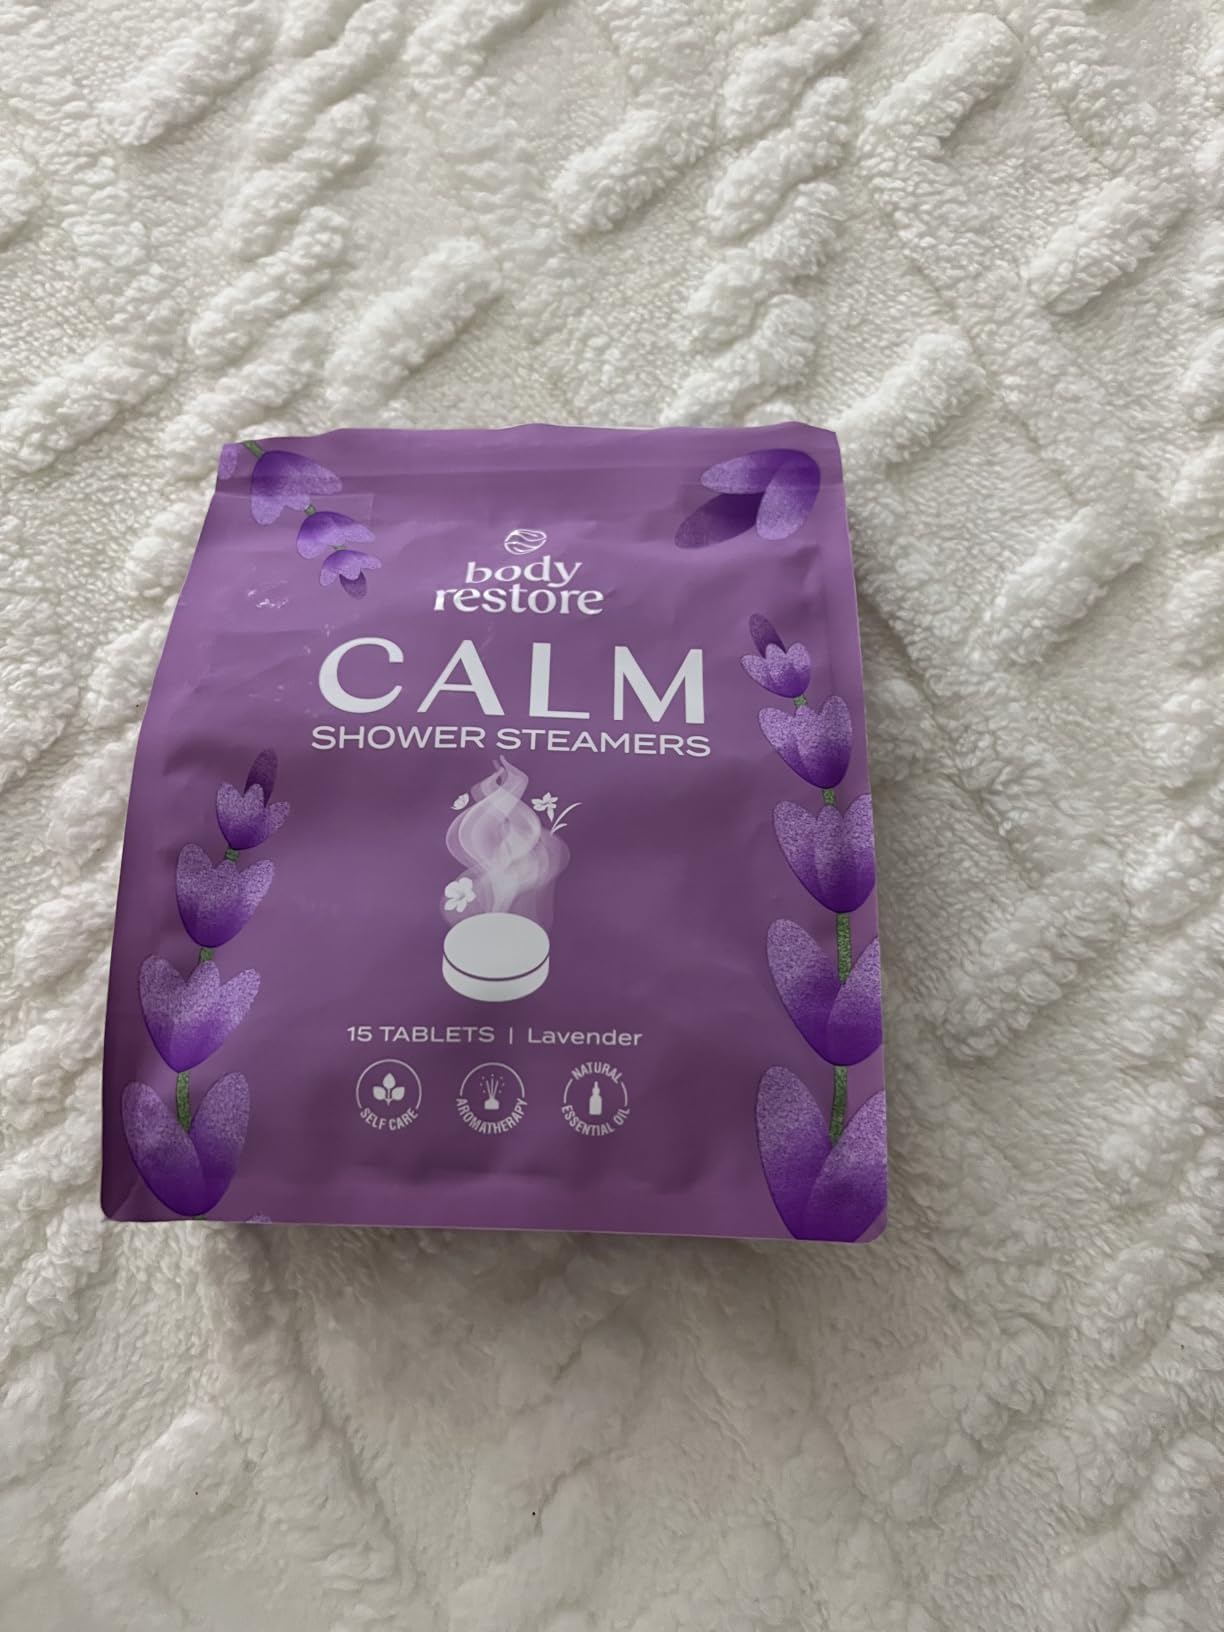 body
restore
CALM
SHOWER STEAMERS
15 TABLETS | Lavender
SELF CARE
AROMATHERAPY
NATURAL
ESSENTIAL OIL